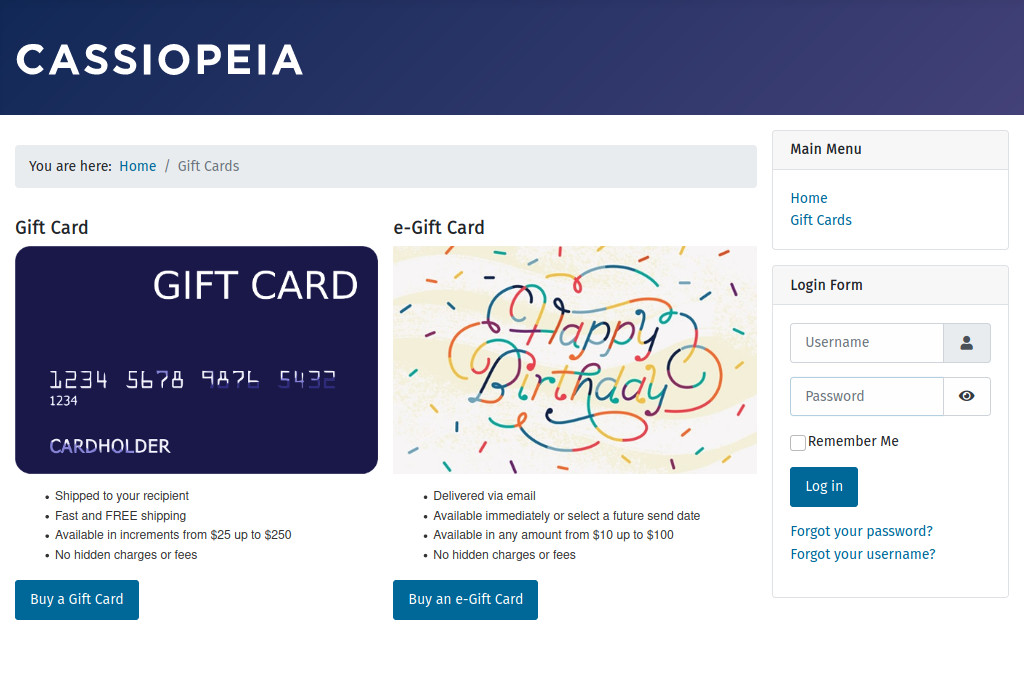 CASSIOPEIA
You are here: Home / Gift Cards
Gift Card
GIFT CARD
1234 5678 9876 5432
1234
CARDHOLDER
Shipped to your recipient
Fast and FREE shipping
Available in increments from $25 up to $250
No hidden charges or fees
Buy a Gift Card
e-Gift Card
Happy
Birthday
Delivered via email
Available immediately or select a future send date
Available in any amount from $10 up to $100
No hidden charges or fees
Buy an e-Gift Card
Main Menu
Home
Gift Cards
Login Form
Username
Password
Remember Me
Log in
Forgot your password?
Forgot your username?